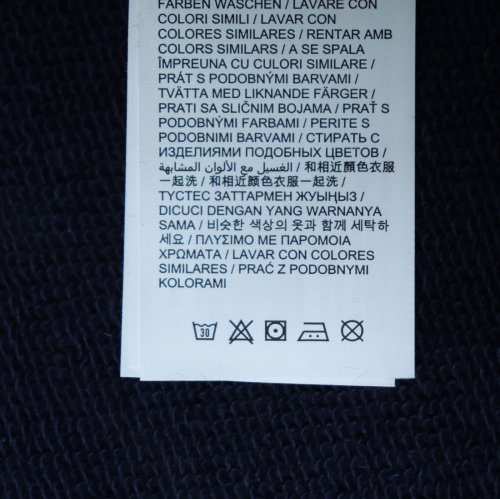 FARBEN WASCHEN / LAVARE CON
COLORI SIMILI / LAVAR CON
COLORES SIMILARES / RENTAR AMB
COLORS SIMILARS / A SE SPALA
ÎMPREUNA CU CULORI SIMILARE /
PRÁT S PODOBNÝMI BARVAMI /
TVÄTTA MED LIKNANDE FÄRGER /
PRATI SA SLIČNIM BOJAMA / PRAŤ S
PODOBNÝMI FARBAMI / PERITE S
PODOBNIMI BARVAMI / СТИРАТЬ С
ИЗДЕЛИЯМИ ПОДОБНЫХ ЦВЕТОВ /
الغسيل مع الألوان المشابهة / 和相近顏色衣服
一起洗 / 和相近颜色衣服一起洗 /
ТҮСТЕС ЗАТТАРМЕН ЖУЫҢЫЗ /
DICUCI DENGAN YANG WARNANYA
SAMA / 비슷한 색상의 옷과 함께 세탁하
세요 / ΠΛΥΣΙΜΟ ΜΕ ΠΑΡΟΜΟΙΑ
ΧΡΩΜΑΤΑ / LAVAR CON COLORES
SIMILARES / PRAĆ Z PODOBNYMI
KOLORAMI
30